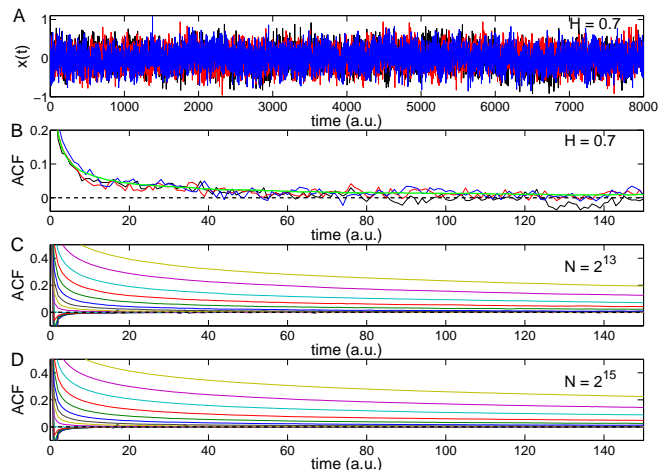 A
x(t)
1
0
−1
H = 0.7
0 1000 2000 3000 4000 5000 6000 7000 8000
time (a.u.)
B
ACF
0.2
0.1
0
H = 0.7
0 20 40 60 80 100 120 140
time (a.u.)
C
ACF
0.4
0.2
0
N = 2^13
0 20 40 60 80 100 120 140
time (a.u.)
D
ACF
0.4
0.2
0
N = 2^15
0 20 40 60 80 100 120 140
time (a.u.)